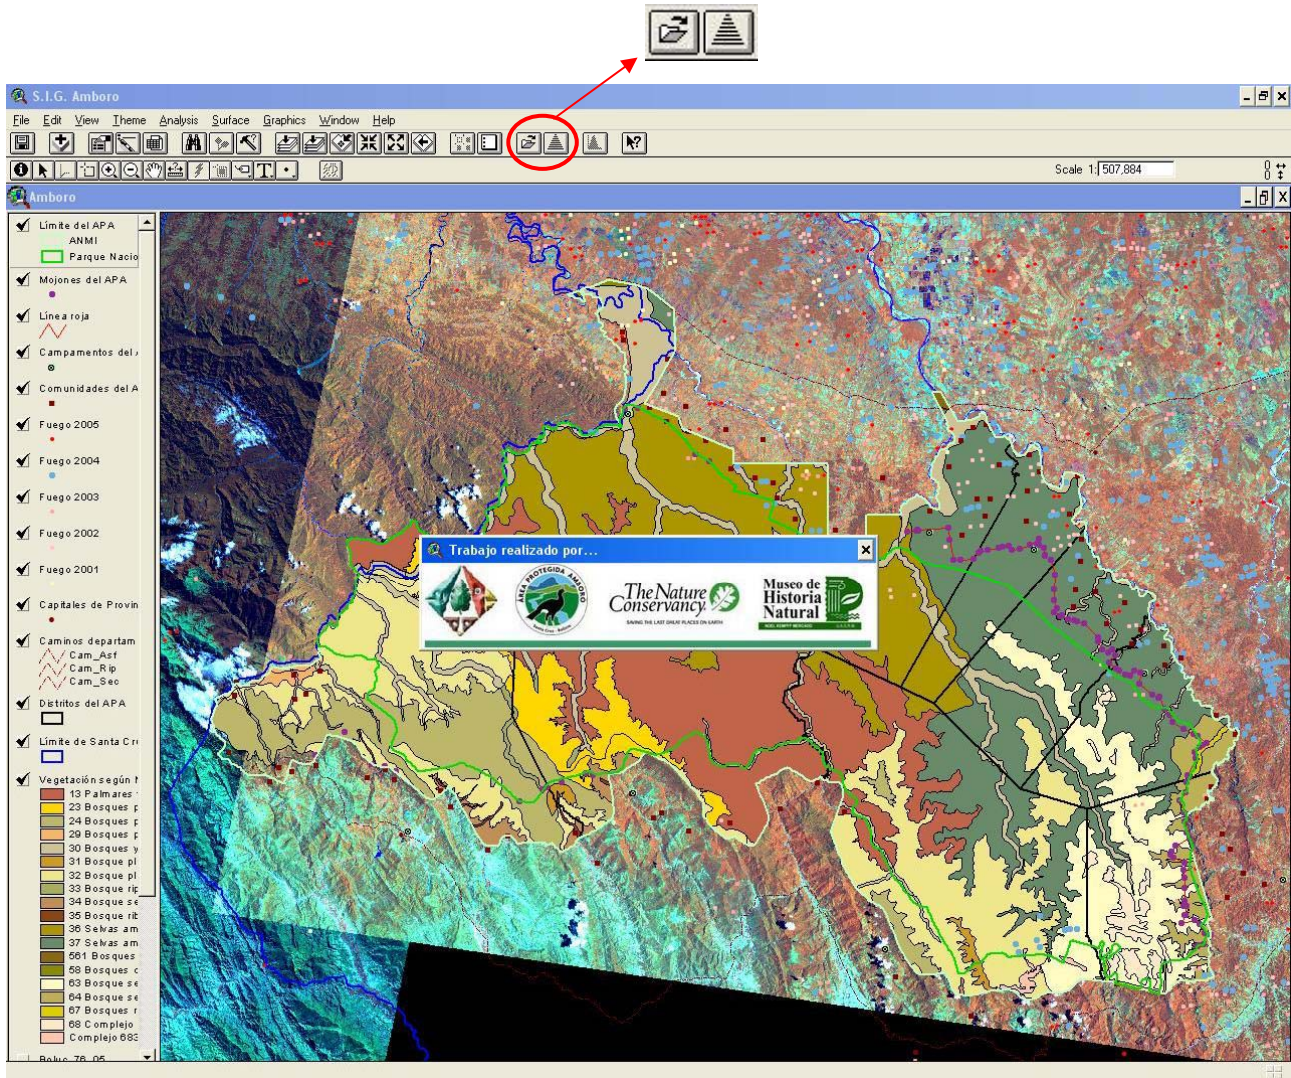 S.I.G. Amboro
File Edit View Theme Analysis Surface Graphics Window Help
Scale 1: 507,884
Amboro
Límite del APA
ANMI
Parque Nacio
Mojones del APA
Línea roja
Campamentos del
Comunidades del A
Fuego 2005
Fuego 2004
Fuego 2003
Fuego 2002
Fuego 2001
Capitales de Provin
Caminos departam
Cam_Asf
Cam_Rip
Cam_Sec
Distritos del APA
Límite de Santa Cr
Vegetación según
13 Palmares
23 Bosques p
24 Bosques p
29 Bosques p
30 Bosques y
31 Bosque pl
32 Bosque pl
33 Bosque rip
34 Bosque se
35 Bosque rib
36 Selvas am
37 Selvas am
561 Bosques
58 Bosques
63 Bosque se
64 Bosque se
67 Bosques
68 Complejo
Complejo 683
Trabajo realizado por...
ÁREA PROTEGIDA AMBORO
The Nature
Conservancy
SAVING THE LAST GREAT PLACES ON EARTH
Museo de
Historia
Natural
NOEL KEMPFF MERCADO